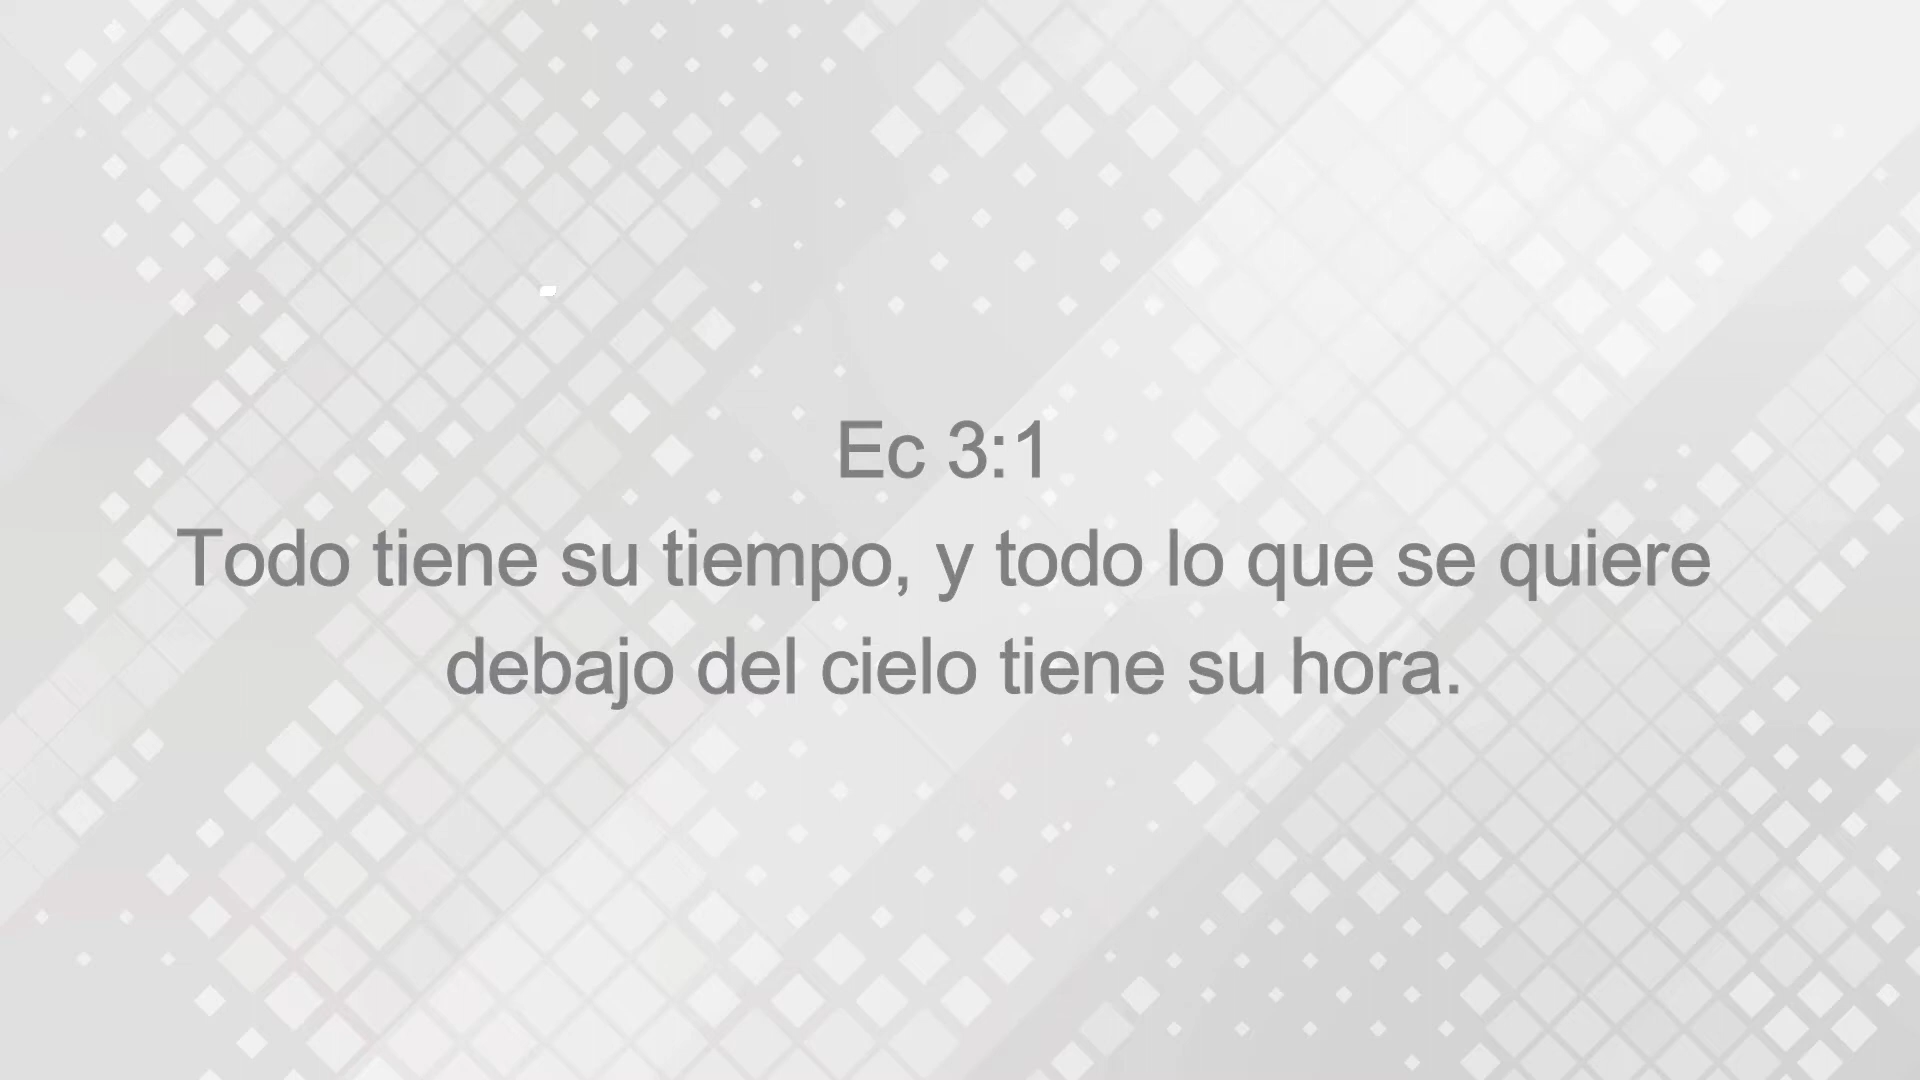 Ec 3:1
Todo tiene su tiempo, y todo lo que se quiere
debajo del cielo tiene su hora.